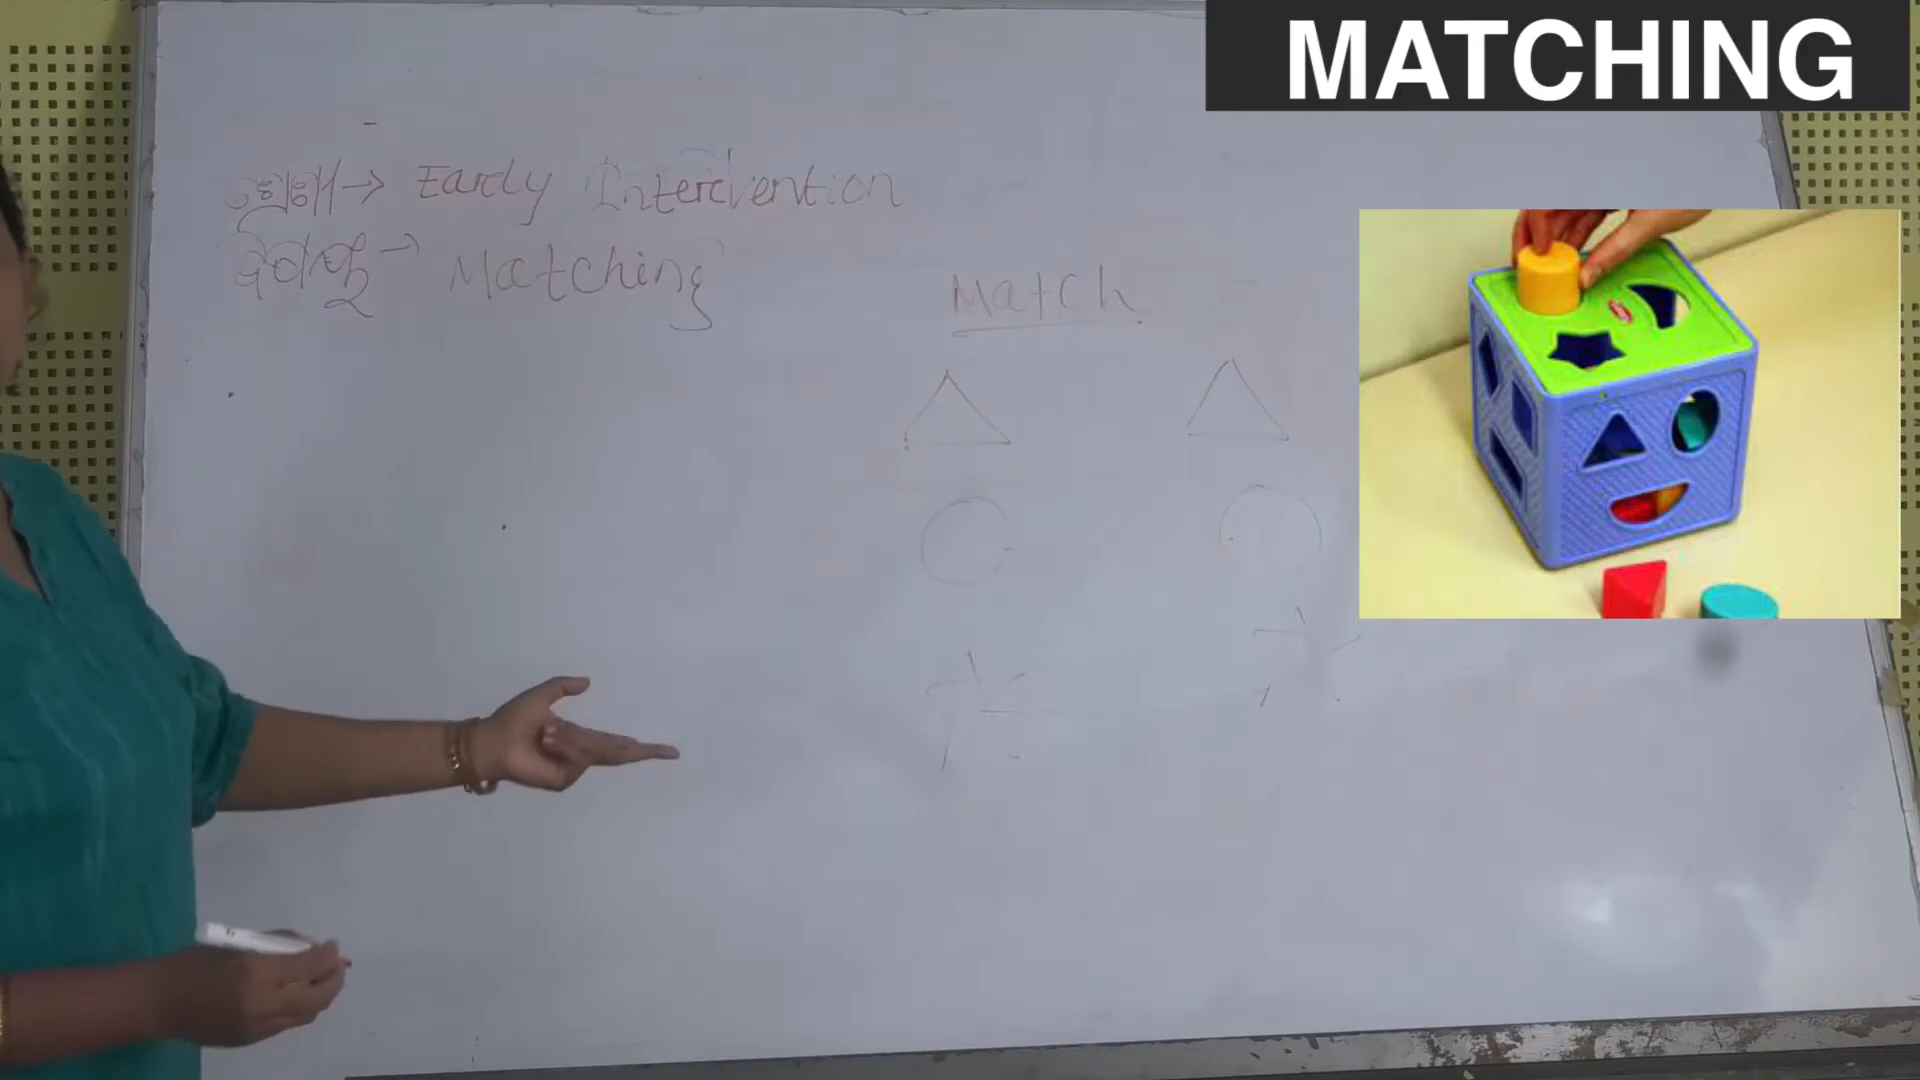 MATCHING
ଶ୍ରେଣୀ → Early Intervention
→ Matching
Match